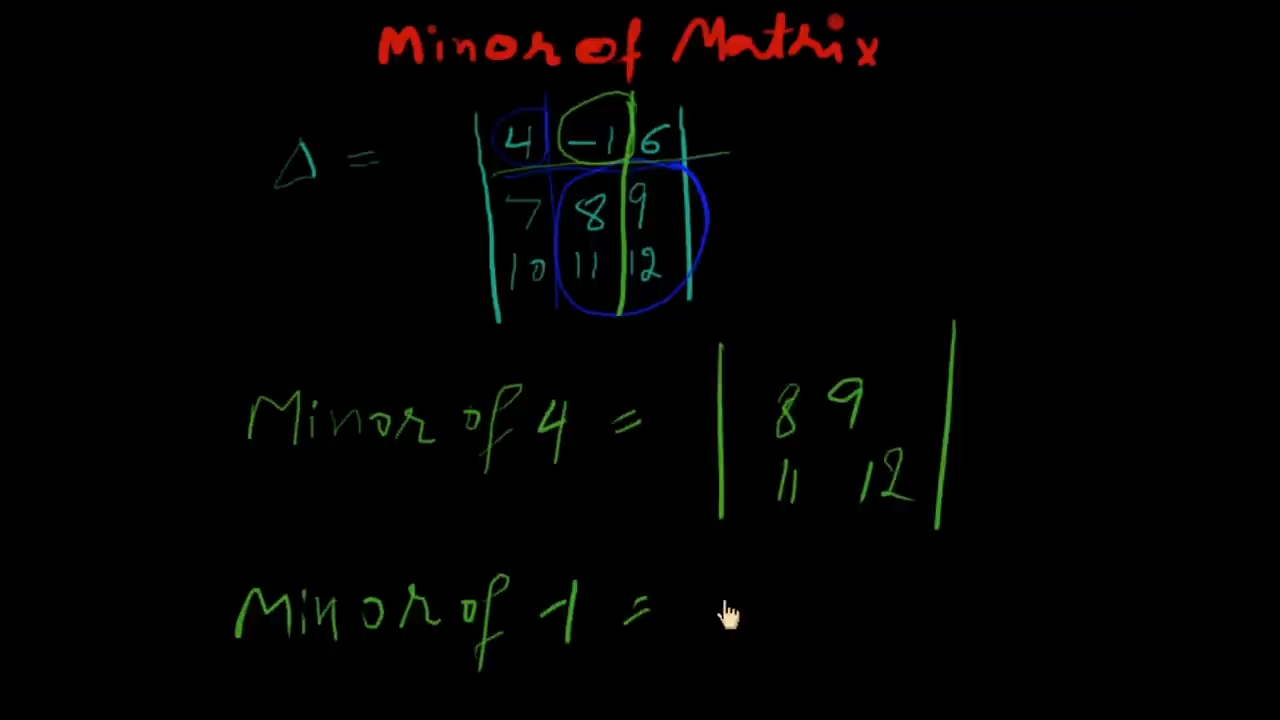 Minor of Matrix
Δ = | 4 -1 6 |
| 7 8 9 |
| 10 11 12 |
Minor of 4 = | 8 9 |
| 11 12 |
Minor of -1 =